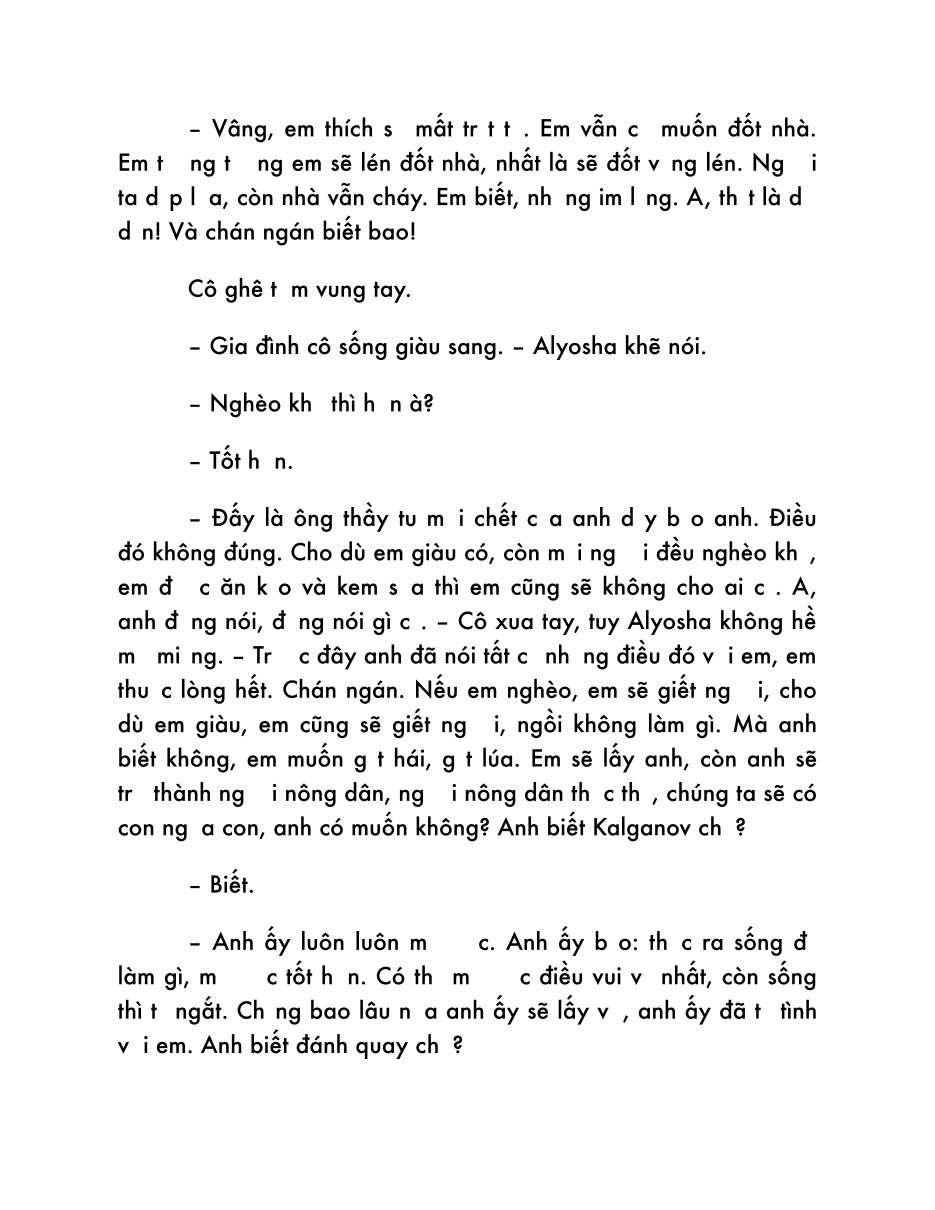 – Vâng, em thích s mất tr t t . Em vẫn c muốn đốt nhà.
Em t ng t ng em sẽ lén đốt nhà, nhất là sẽ đốt v ng lén. Ng i
ta d p l a, còn nhà vẫn cháy. Em biết, nh ng im l ng. A, th t là d
d n! Và chán ngán biết bao!
Cô ghê t m vung tay.
– Gia đình cô sống giàu sang. – Alyosha khẽ nói.
– Nghèo kh thì h n à?
– Tốt h n.
– Đấy là ông thầy tu m i chết c a anh d y b o anh. Điều
đó không đúng. Cho dù em giàu có, còn m i ng i đều nghèo kh ,
em đ c ăn k o và kem s a thì em cũng sẽ không cho ai c . A,
anh đ ng nói, đ ng nói gì c . – Cô xua tay, tuy Alyosha không hề
m mi ng. – Tr c đây anh đã nói tất c nh ng điều đó v i em, em
thu c lòng hết. Chán ngán. Nếu em nghèo, em sẽ giết ng i, cho
dù em giàu, em cũng sẽ giết ng i, ngồi không làm gì. Mà anh
biết không, em muốn g t hái, g t lúa. Em sẽ lấy anh, còn anh sẽ
tr thành ng i nông dân, ng i nông dân th c th , chúng ta sẽ có
con ng a con, anh có muốn không? Anh biết Kalganov ch ?
– Biết.
– Anh ấy luôn luôn m c. Anh ấy b o: th c ra sống đ
làm gì, m c tốt h n. Có th m c điều vui v nhất, còn sống
thì t ngắt. Ch ng bao lâu n a anh ấy sẽ lấy v , anh ấy đã t tình
v i em. Anh biết đánh quay ch ?